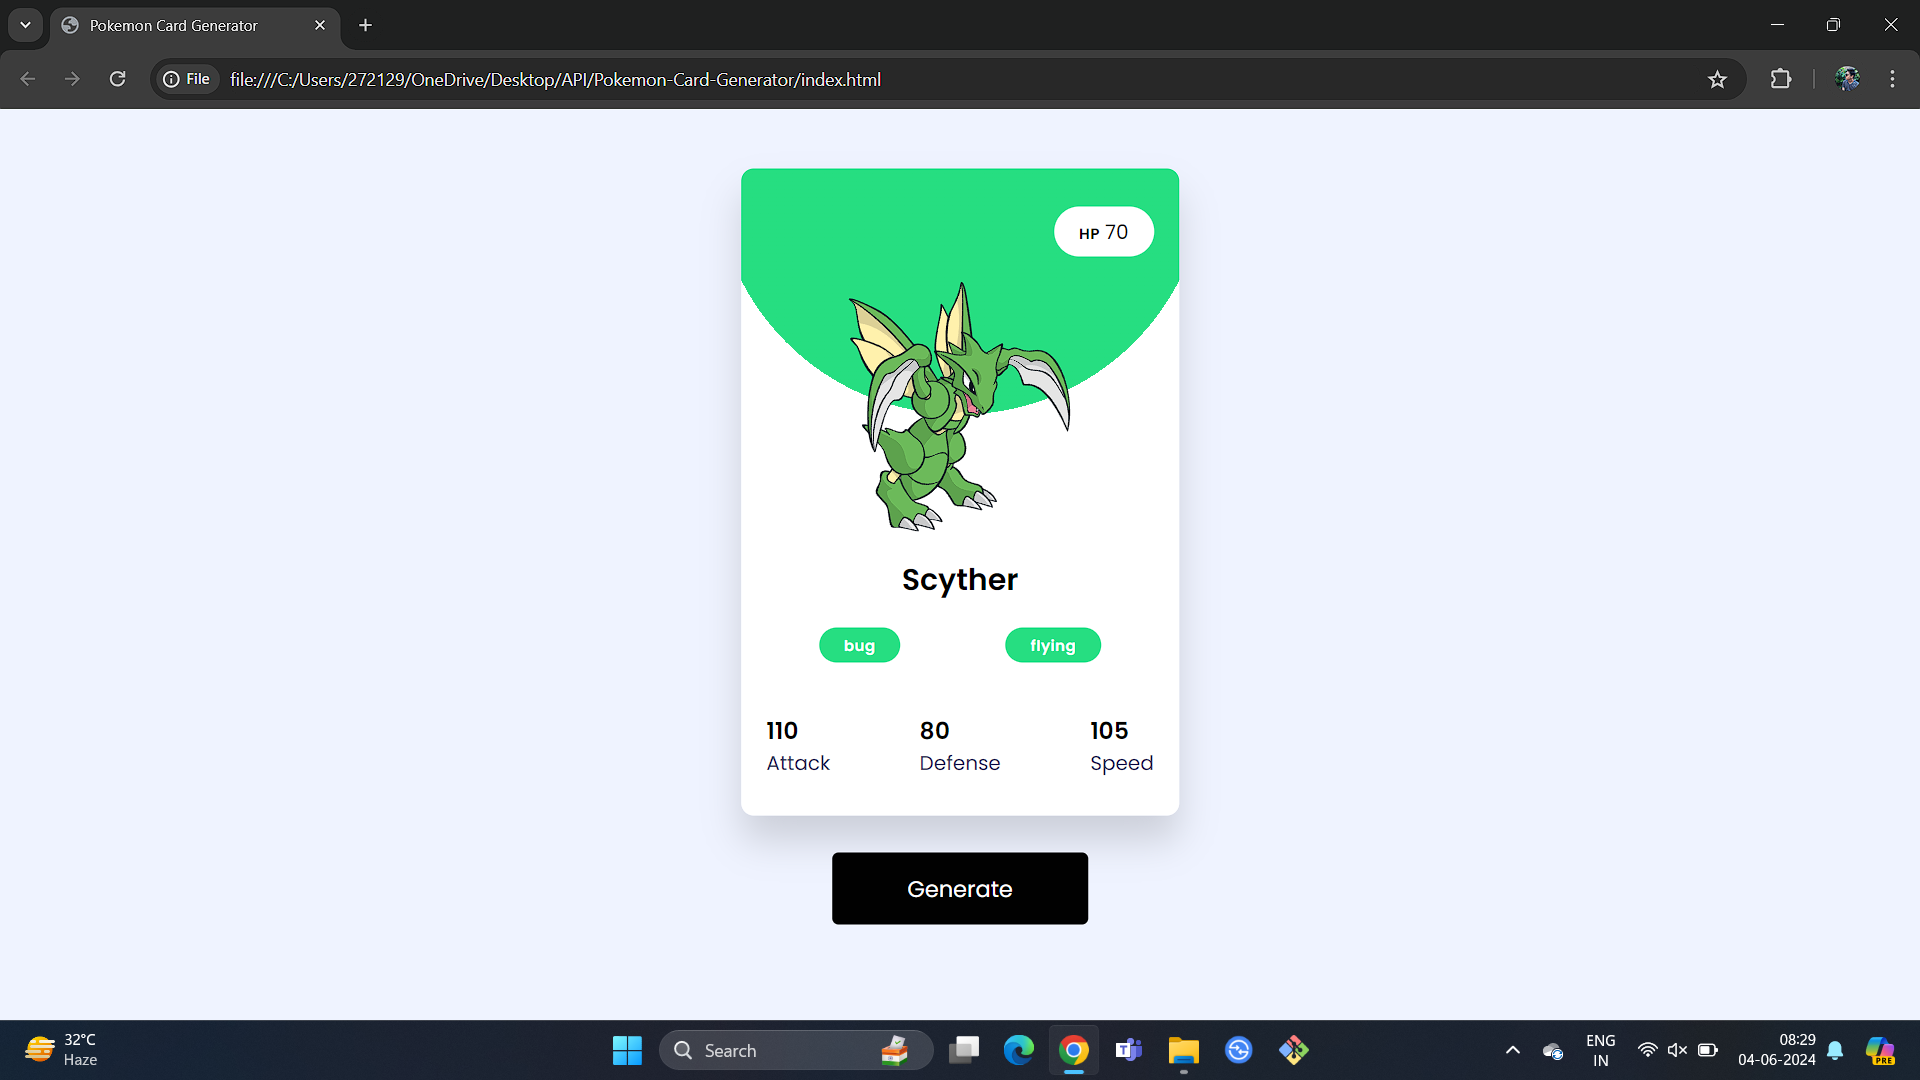 Pokemon Card Generator
File
file:///C:/Users/272129/OneDrive/Desktop/API/Pokemon-Card-Generator/index.html
HP 70
Scyther
bug
flying
110
Attack
80
Defense
105
Speed
Generate
32°C
Haze
Search
ENG
IN
08:29
04-06-2024
PRE